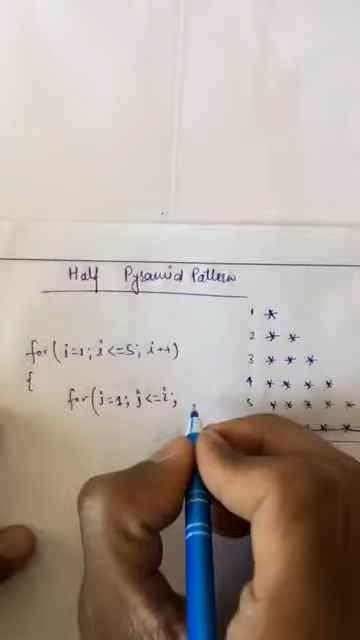 Half Pyramid Pattern
for(i=1; i<=5; i++)
{
for(j=1; j<=i;
1 *
2 * *
3 * * *
4 * * * *
5 * * * * *
* *